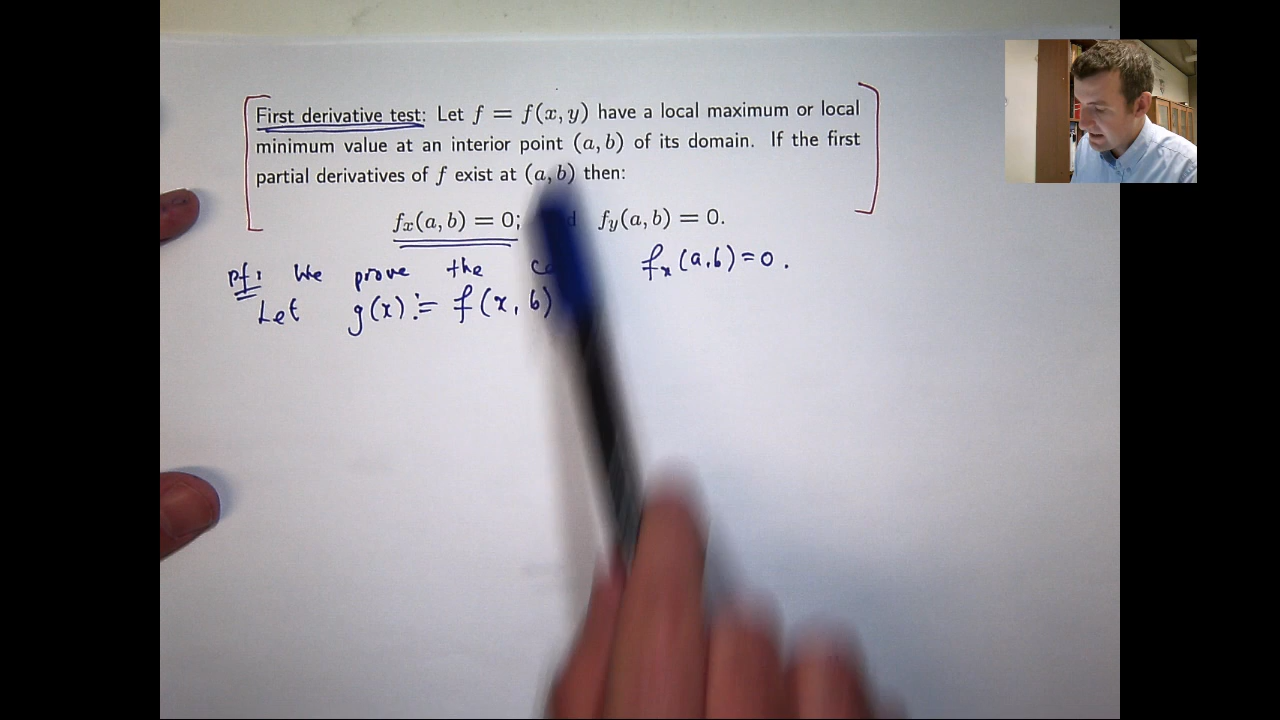 First derivative test: Let f = f(x, y) have a local maximum or local
minimum value at an interior point (a, b) of its domain. If the first
partial derivatives of f exist at (a, b) then:
fx(a, b) = 0; fy(a, b) = 0.
pf: We prove the fx(a,b)=0.
Let g(x) := f(x, b)